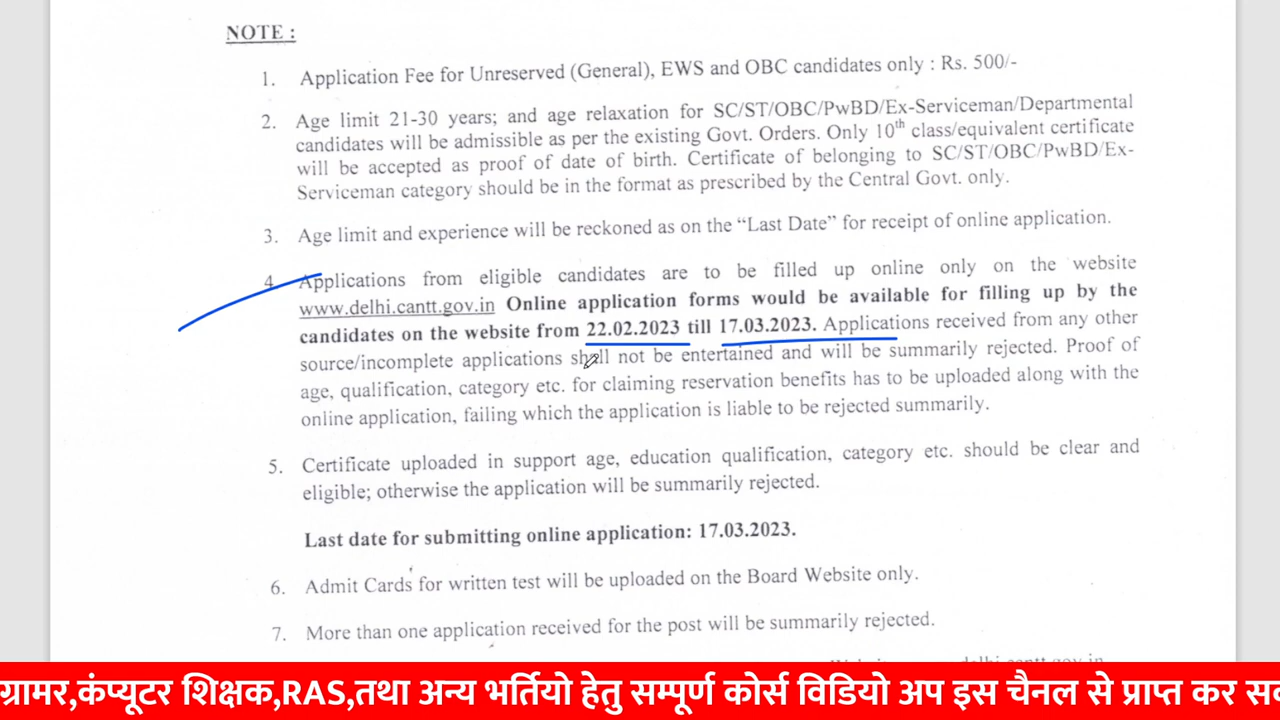 NOTE :
1. Application Fee for Unreserved (General), EWS and OBC candidates only : Rs. 500/-
2. Age limit 21-30 years; and age relaxation for SC/ST/OBC/PwBD/Ex-Serviceman/Departmental
candidates will be admissible as per the existing Govt. Orders. Only 10th class/equivalent certificate
will be accepted as proof of date of birth. Certificate of belonging to SC/ST/OBC/PwBD/Ex-
Serviceman category should be in the format as prescribed by the Central Govt. only.
3. Age limit and experience will be reckoned as on the “Last Date” for receipt of online application.
4. Applications from eligible candidates are to be filled up online only on the website
www.delhi.cantt.gov.in Online application forms would be available for filling up by the
candidates on the website from 22.02.2023 till 17.03.2023. Applications received from any other
source/incomplete applications shall not be entertained and will be summarily rejected. Proof of
age, qualification, category etc. for claiming reservation benefits has to be uploaded along with the
online application, failing which the application is liable to be rejected summarily.
5. Certificate uploaded in support age, education qualification, category etc. should be clear and
eligible; otherwise the application will be summarily rejected.
Last date for submitting online application: 17.03.2023.
6. Admit Cards for written test will be uploaded on the Board Website only.
7. More than one application received for the post will be summarily rejected.
ग्रामर,कंप्यूटर शिक्षक,RAS,तथा अन्य भर्तियो हेतु सम्पूर्ण कोर्स विडियो अप इस चैनल से प्राप्त कर